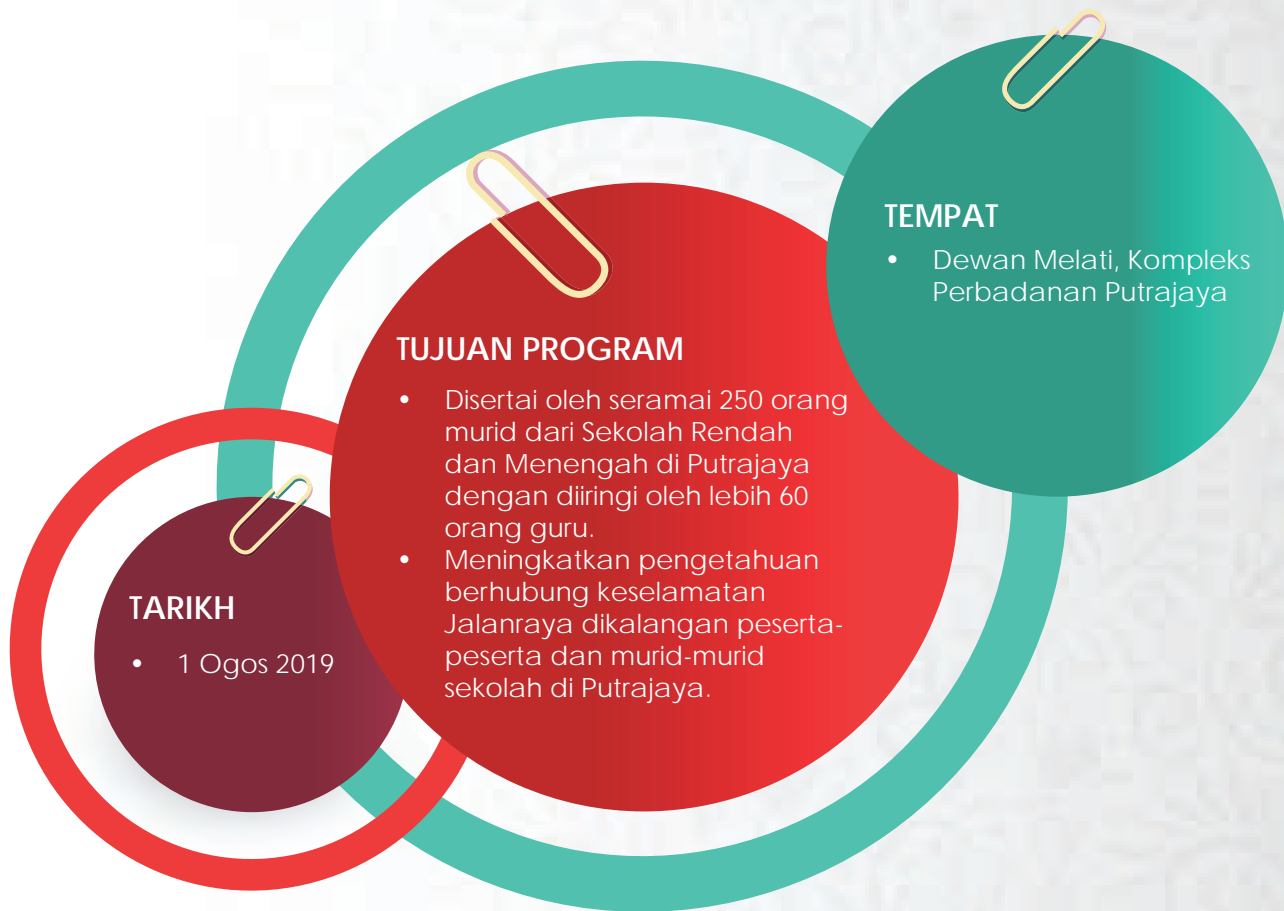 TARIKH
• 1 Ogos 2019
TUJUAN PROGRAM
• Disertai oleh seramai 250 orang
murid dari Sekolah Rendah
dan Menengah di Putrajaya
dengan diiringi oleh lebih 60
orang guru.
• Meningkatkan pengetahuan
berhubung keselamatan
Jalanraya dikalangan peserta-
peserta dan murid-murid
sekolah di Putrajaya.
TEMPAT
• Dewan Melati, Kompleks
Perbadanan Putrajaya